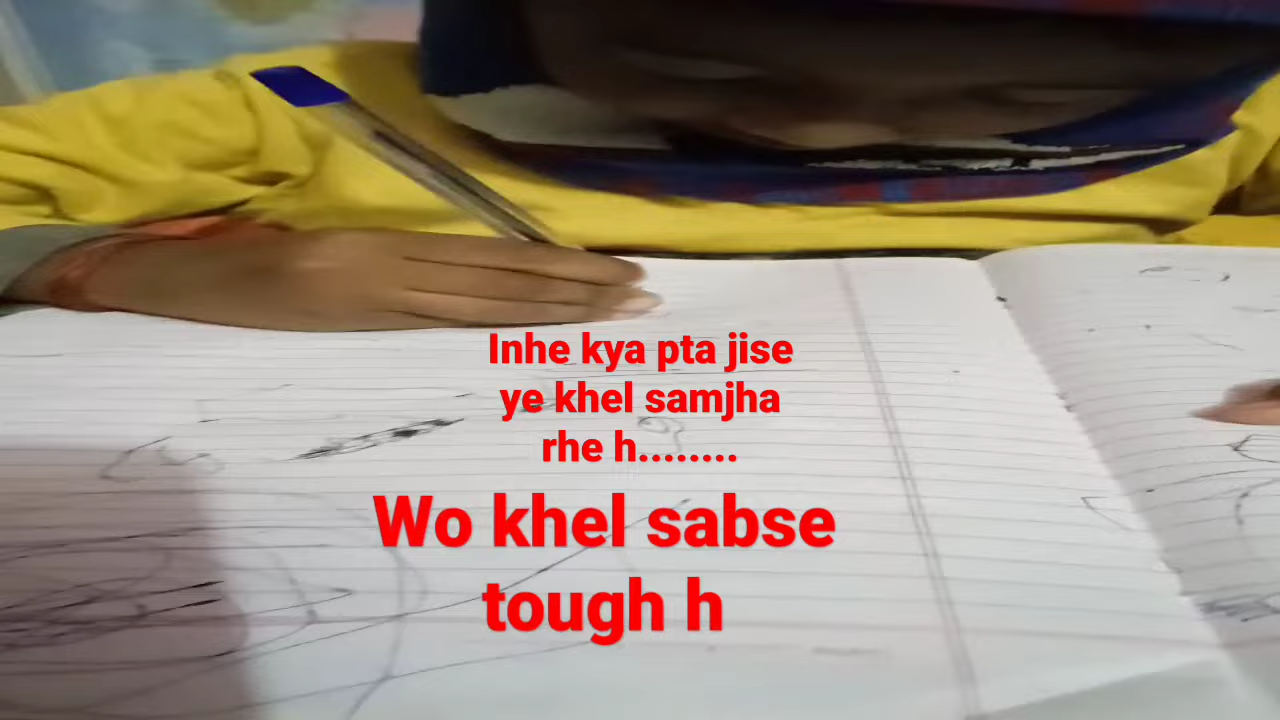 Inhe kya pta jise
ye khel samjha
rhe h........
Wo khel sabse
tough h